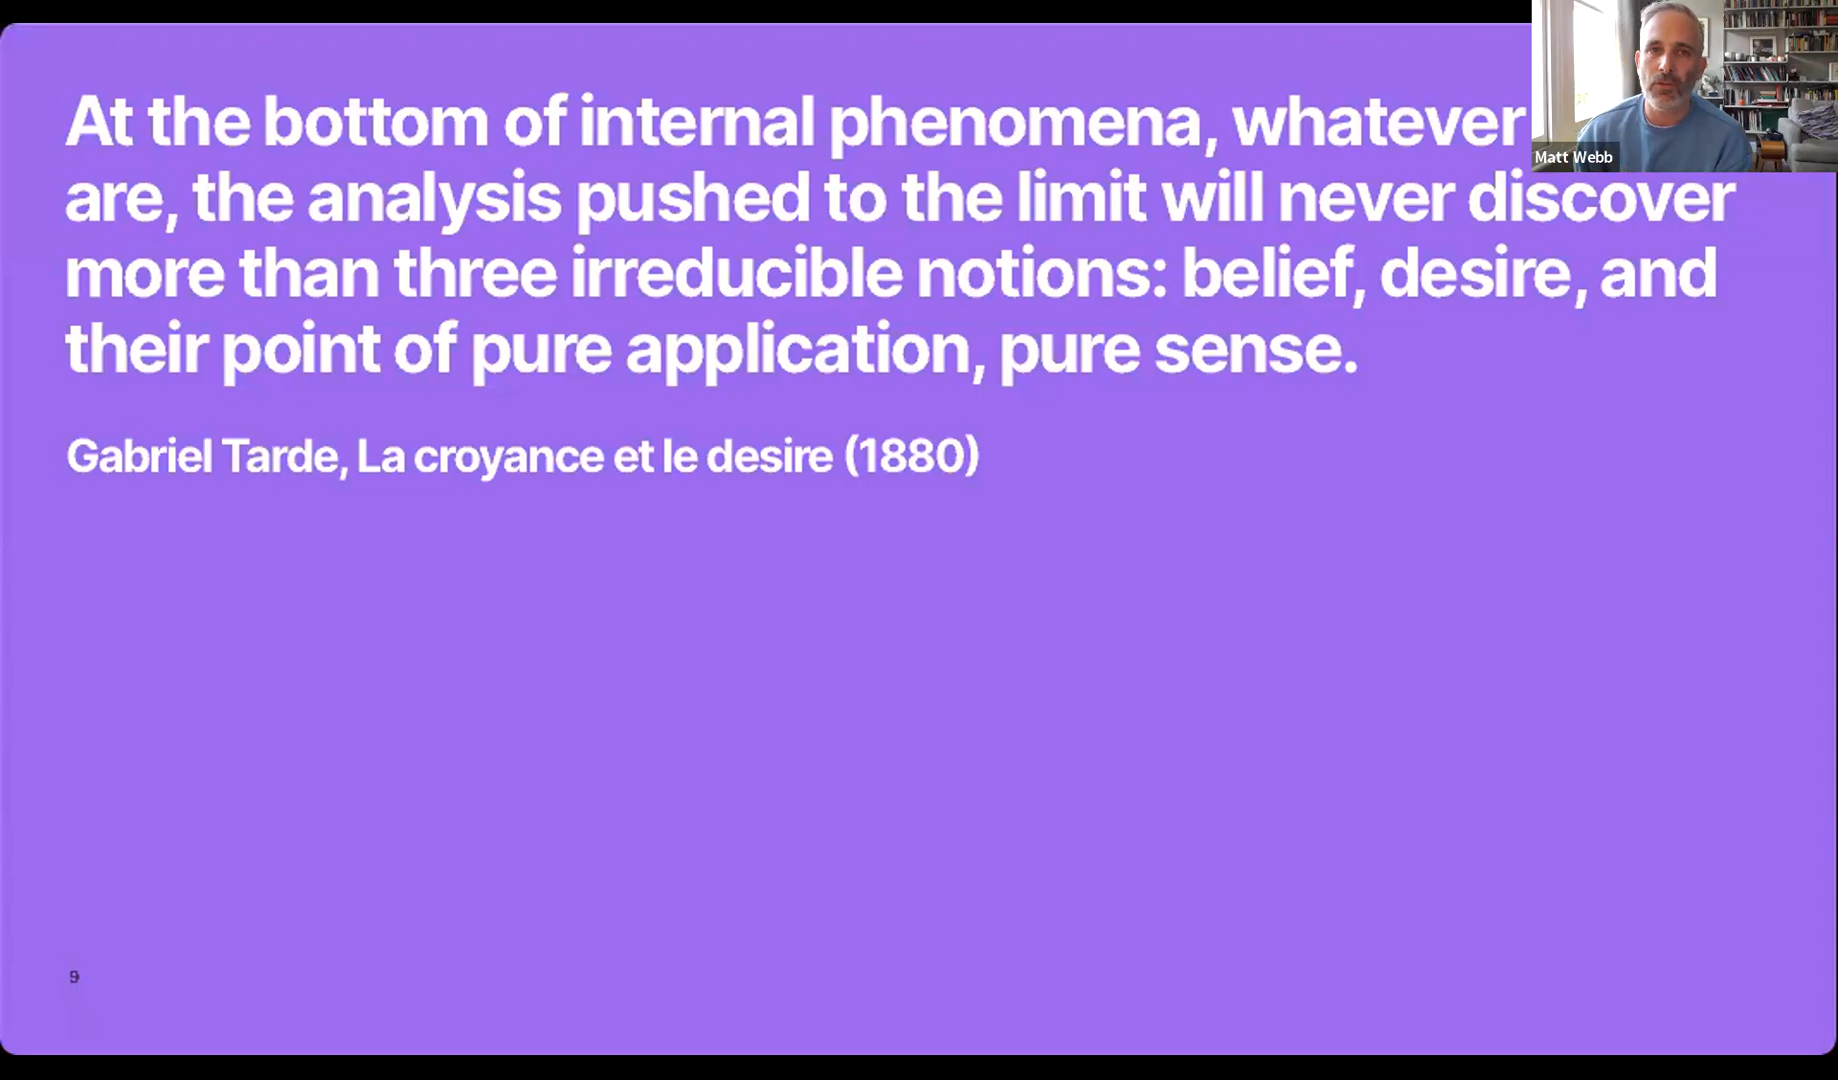 At the bottom of internal phenomena, whatever
are, the analysis pushed to the limit will never discover
more than three irreducible notions: belief, desire, and
their point of pure application, pure sense.
Gabriel Tarde, La croyance et le desire (1880)
9
Matt Webb